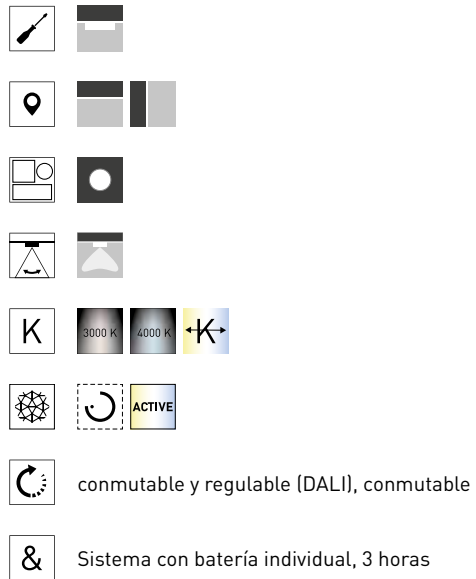 K 3000 K 4000 K K
ACTIVE
conmutable y regulable (DALI), conmutable
& Sistema con batería individual, 3 horas